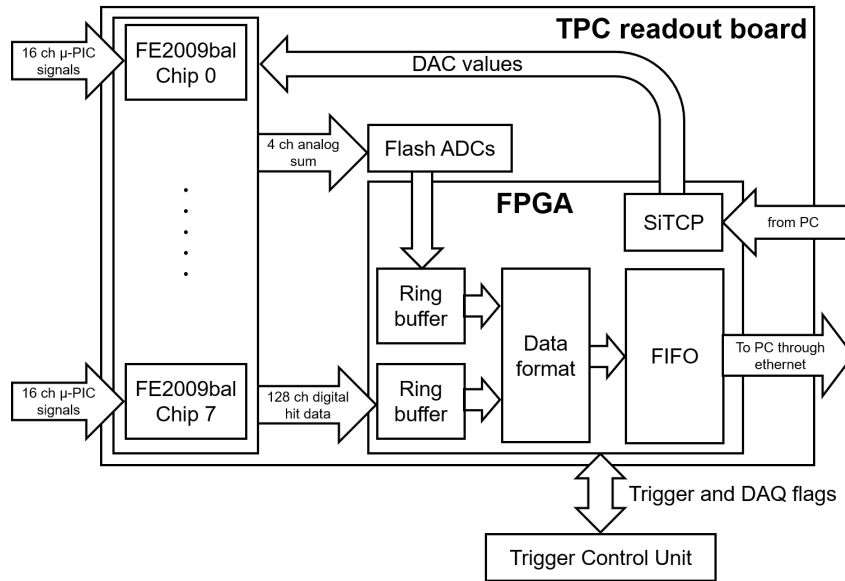 TPC readout board
16 ch μ-PIC
signals
FE2009bal
Chip 0
DAC values
4 ch analog
sum
Flash ADCs
FPGA
SiTCP
from PC
Ring
buffer
Data
format
FIFO
To PC through
ethernet
16 ch μ-PIC
signals
FE2009bal
Chip 7
128 ch digital
hit data
Ring
buffer
Trigger and DAQ flags
Trigger Control Unit